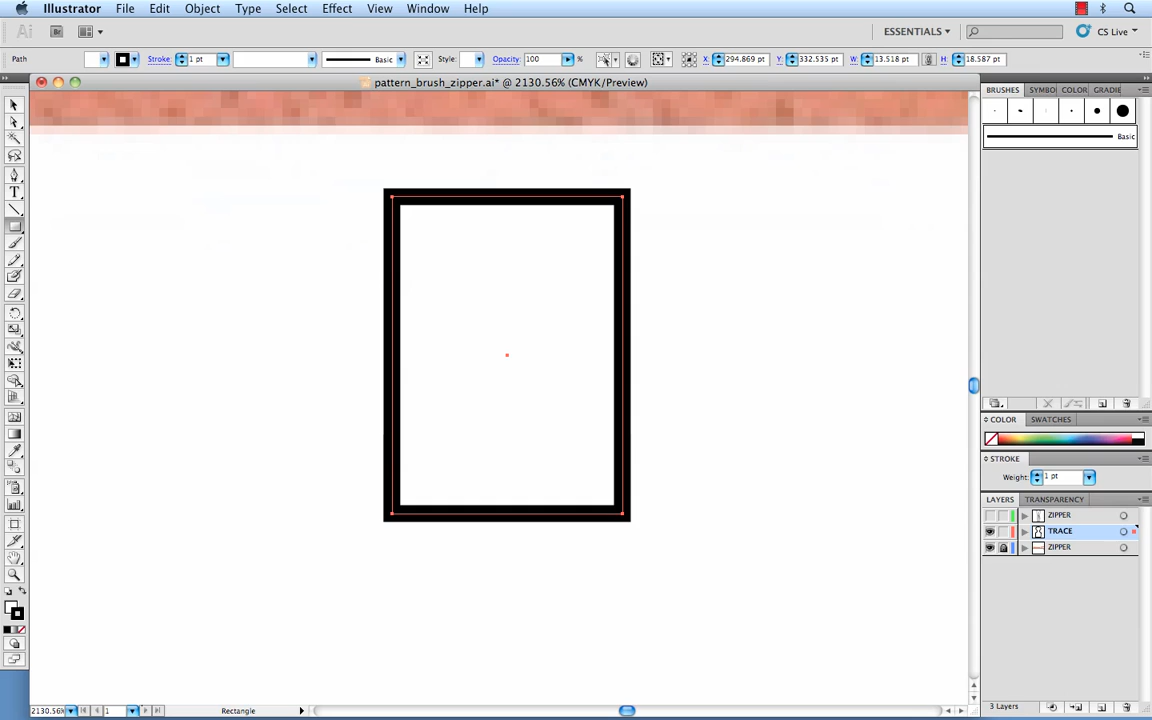 Illustrator File Edit Object Type Select Effect View Window Help
Ai Br ESSENTIALS CS Live
Path Stroke: 1 pt Basic Style: Opacity: 100 % X: 294.869 pt Y: 332.535 pt W: 13.518 pt H: 18.587 pt
pattern_brush_zipper.ai* @ 2130.56% (CMYK/Preview)
BRUSHES SYMBO COLOR GRADIE
Basic
T
COLOR SWATCHES
STROKE
Weight: 1 pt
LAYERS TRANSPARENCY
ZIPPER
TRACE
ZIPPER
3 Layers
2130.56% 1 Rectangle